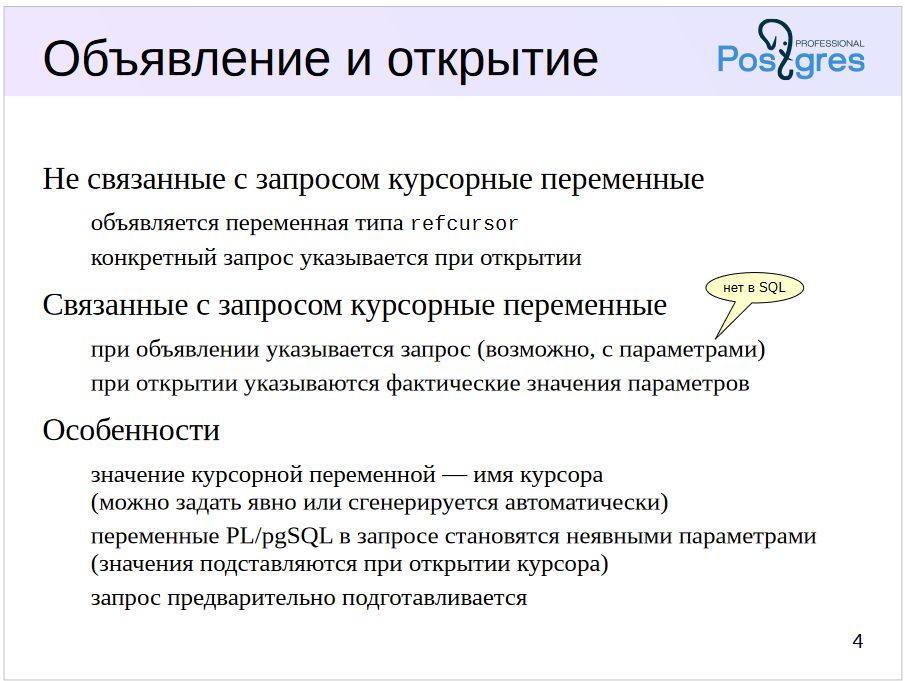 Объявление и открытие
PROFESSIONAL
Postgres
Не связанные с запросом курсорные переменные
объявляется переменная типа refcursor
конкретный запрос указывается при открытии
Связанные с запросом курсорные переменные
нет в SQL
при объявлении указывается запрос (возможно, с параметрами)
при открытии указываются фактические значения параметров
Особенности
значение курсорной переменной — имя курсора
(можно задать явно или сгенерируется автоматически)
переменные PL/pgSQL в запросе становятся неявными параметрами
(значения подставляются при открытии курсора)
запрос предварительно подготавливается
4